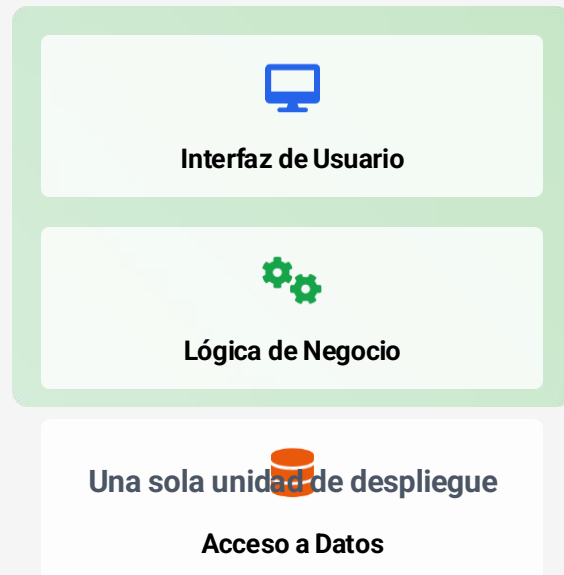 Interfaz de Usuario
Lógica de Negocio
Una sola unidad de despliegue
Acceso a Datos